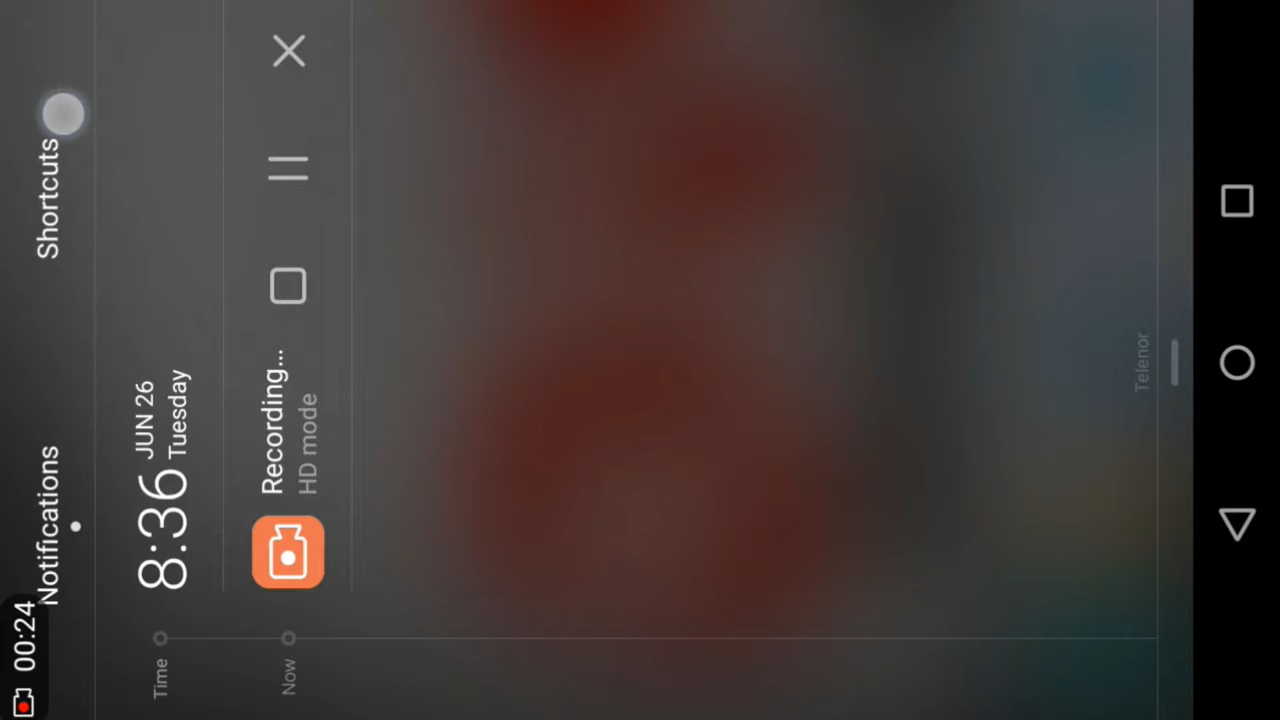 00:24
Notifications
Shortcuts
Time
8:36
JUN 26
Tuesday
Now
Recording...
HD mode
Telenor